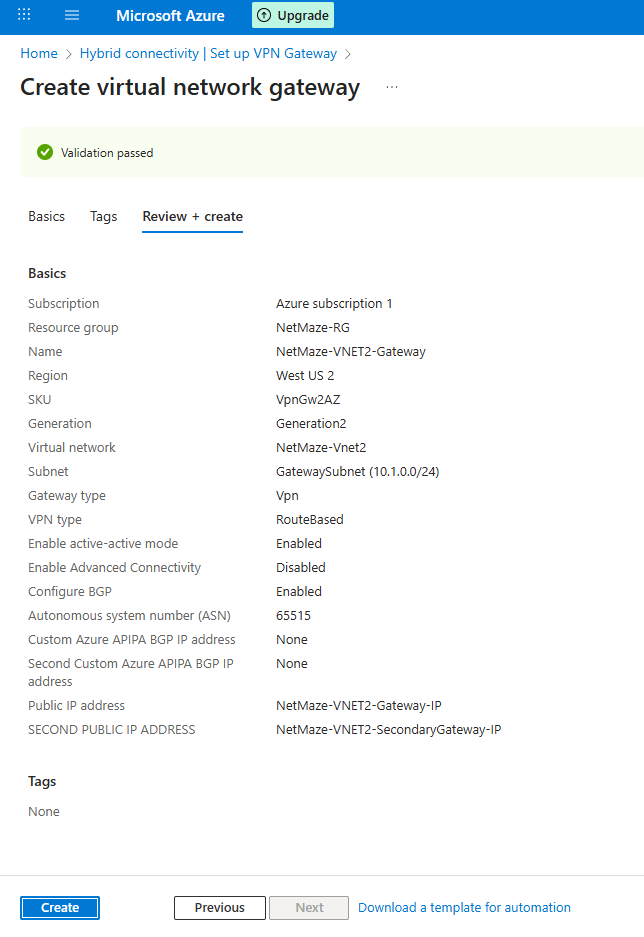 Microsoft Azure
Upgrade
Home > Hybrid connectivity | Set up VPN Gateway >
Create virtual network gateway ...
Validation passed
Basics Tags Review + create
Basics
Subscription Azure subscription 1
Resource group NetMaze-RG
Name NetMaze-VNET2-Gateway
Region West US 2
SKU VpnGw2AZ
Generation Generation2
Virtual network NetMaze-Vnet2
Subnet GatewaySubnet (10.1.0.0/24)
Gateway type Vpn
VPN type RouteBased
Enable active-active mode Enabled
Enable Advanced Connectivity Disabled
Configure BGP Enabled
Autonomous system number (ASN) 65515
Custom Azure APIPA BGP IP address None
Second Custom Azure APIPA BGP IP None
address
Public IP address NetMaze-VNET2-Gateway-IP
SECOND PUBLIC IP ADDRESS NetMaze-VNET2-SecondaryGateway-IP
Tags
None
Create Previous Next Download a template for automation